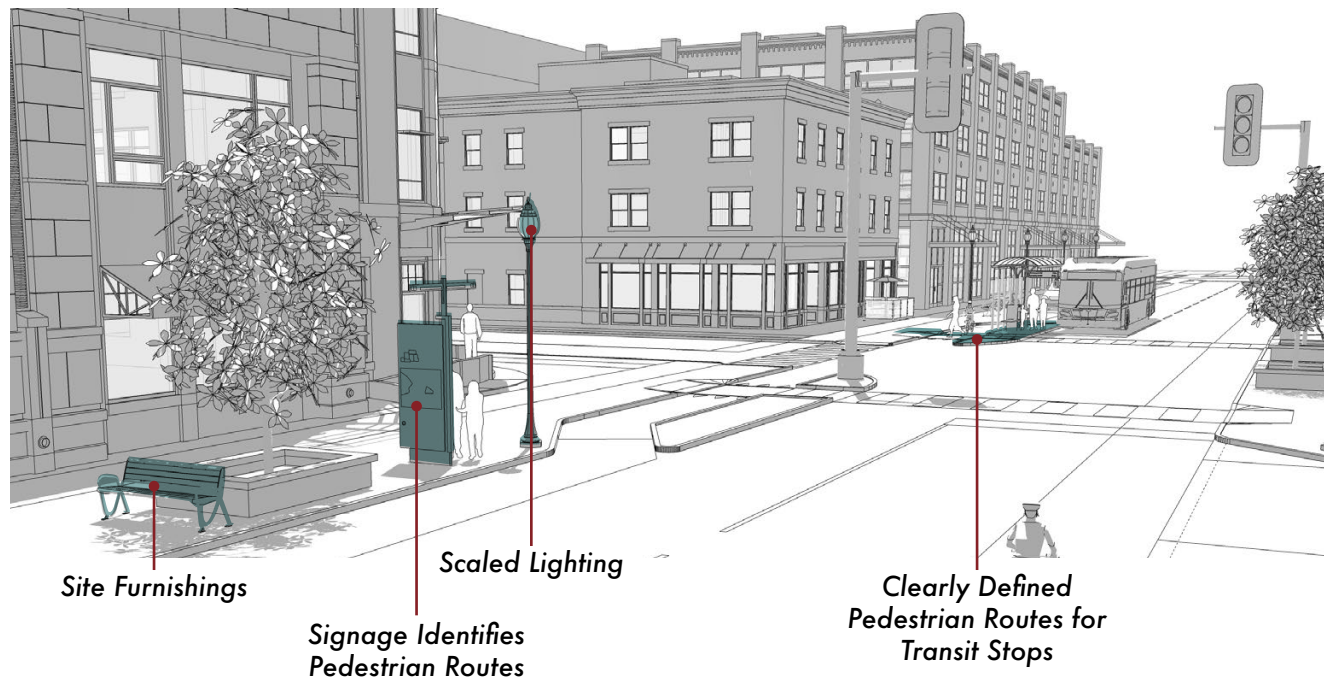 Site Furnishings
Scaled Lighting
Signage Identifies
Pedestrian Routes
Clearly Defined
Pedestrian Routes for
Transit Stops